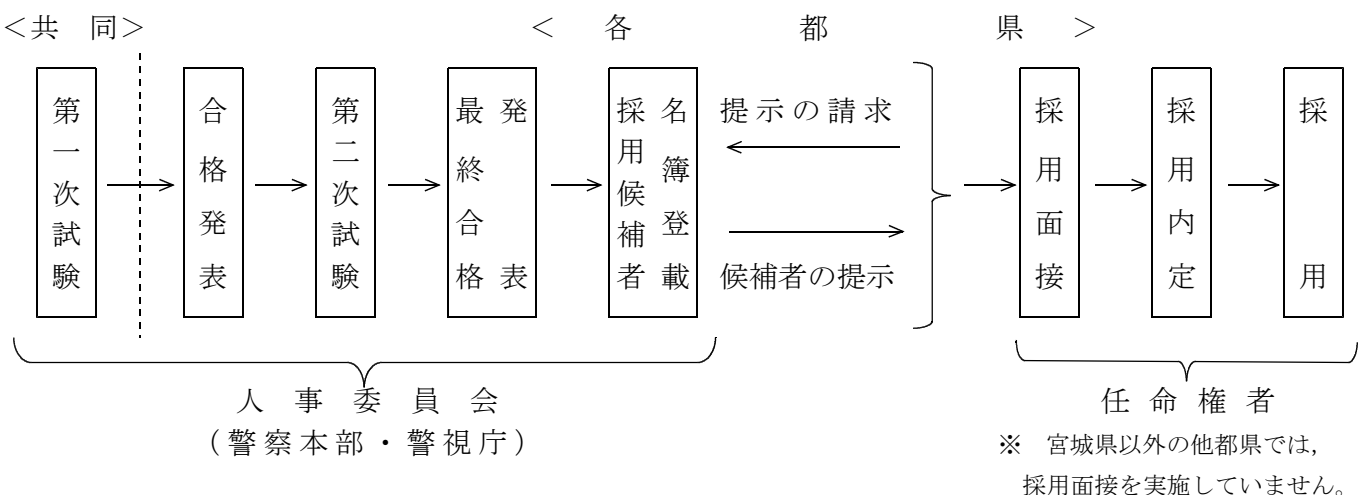 ＜共　同＞
＜　各　都　県　＞
第一次試験
合格発表
第二次試験
最終合格
発表
採用候補者
名簿登載
提示の請求
候補者の提示
採用面接
採用内定
採用
人事委員会
（警察本部・警視庁）
任命権者
※　宮城県以外の他都県では，
採用面接を実施していません。